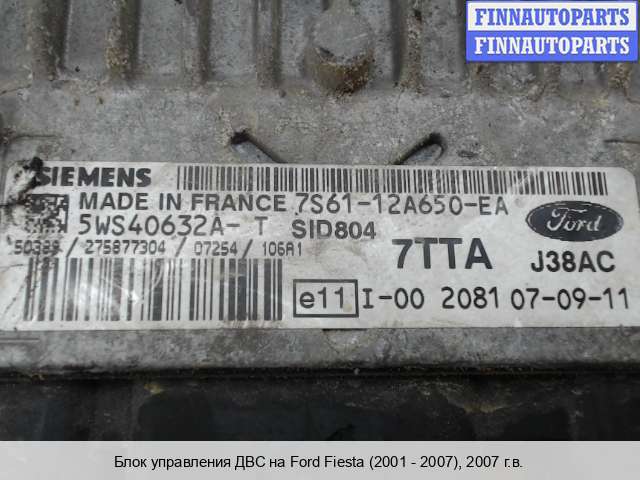 FINNAUTOPARTS
FINNAUTOPARTS
SIEMENS
MADE IN FRANCE 7S61-12A650-EA
5WS40632A-T SID804
/ 275877304 / 07254 / 106A1
7TTA
J38AC
Ford
e11 I-00 2081 07-09-11
Блок управления ДВС на Ford Fiesta (2001 - 2007), 2007 г.в.